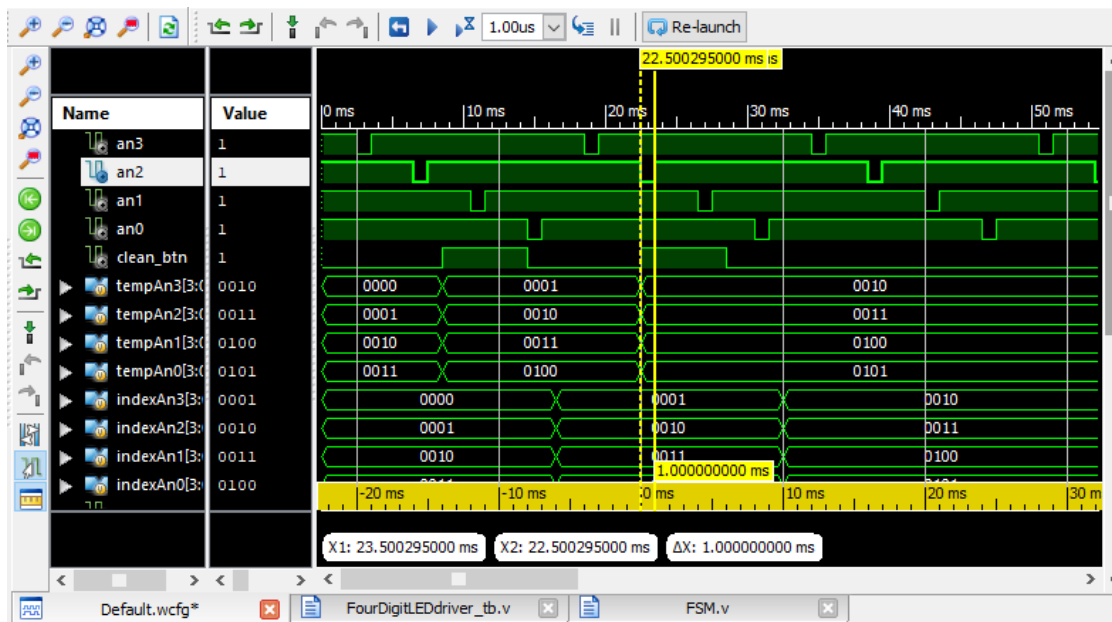 1.00us Re-launch
22.500295000 ms us
Name Value
0 ms 10 ms 20 ms 30 ms 40 ms 50 ms
an3 1
an2 1
an1 1
an0 1
clean_btn 1
tempAn3[3:0 0010 0000 0001 0010
tempAn2[3:0 0011 0001 0010 0011
tempAn1[3:0 0100 0010 0011 0100
tempAn0[3:0 0101 0011 0100 0101
indexAn3[3: 0001 0000 0001 0010
indexAn2[3: 0010 0001 0010 0011
indexAn1[3: 0011 0010 0011 0100
1.000000000 ms
indexAn0[3: 0100
-20 ms -10 ms 0 ms 10 ms 20 ms 30 m
X1: 23.500295000 ms X2: 22.500295000 ms ΔX: 1.000000000 ms
Default.wcfg* FourDigitLEDdriver_tb.v FSM.v